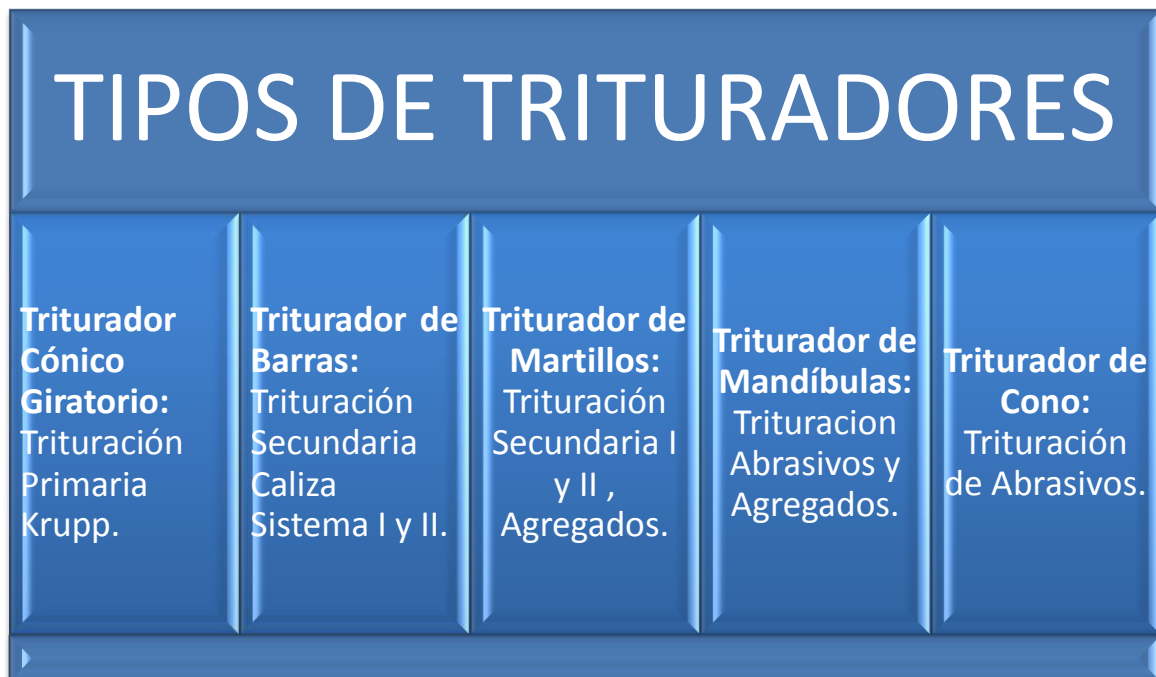 TIPOS DE TRITURADORES
Triturador
Cónico
Giratorio:
Trituración
Primaria
Krupp.
Triturador de
Barras:
Trituración
Secundaria
Caliza
Sistema I y II.
Triturador de
Martillos:
Trituración
Secundaria I
y II ,
Agregados.
Triturador de
Mandíbulas:
Trituracion
Abrasivos y
Agregados.
Triturador de
Cono:
Trituración
de Abrasivos.